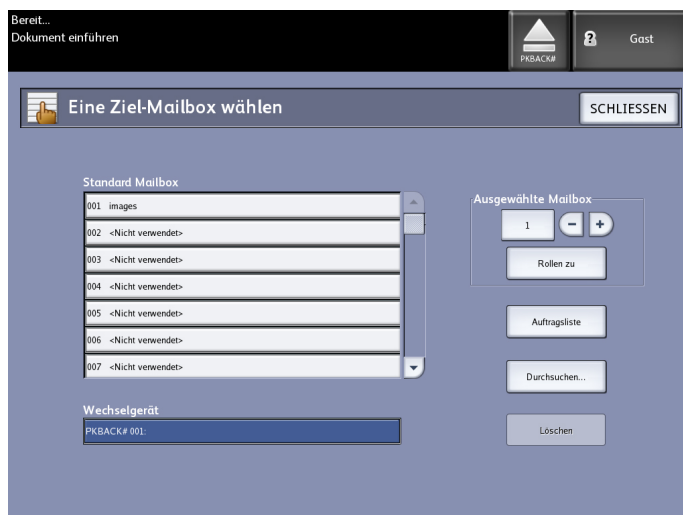 Bereit...
Dokument einführen
PKBACK#
Gast
Eine Ziel-Mailbox wählen
SCHLIESSEN
Standard Mailbox
001 images
002 <Nicht verwendet>
003 <Nicht verwendet>
004 <Nicht verwendet>
005 <Nicht verwendet>
006 <Nicht verwendet>
007 <Nicht verwendet>
Wechselgerät
PKBACK# 001:
Ausgewählte Mailbox
1 - +
Rollen zu
Auftragsliste
Durchsuchen...
Löschen